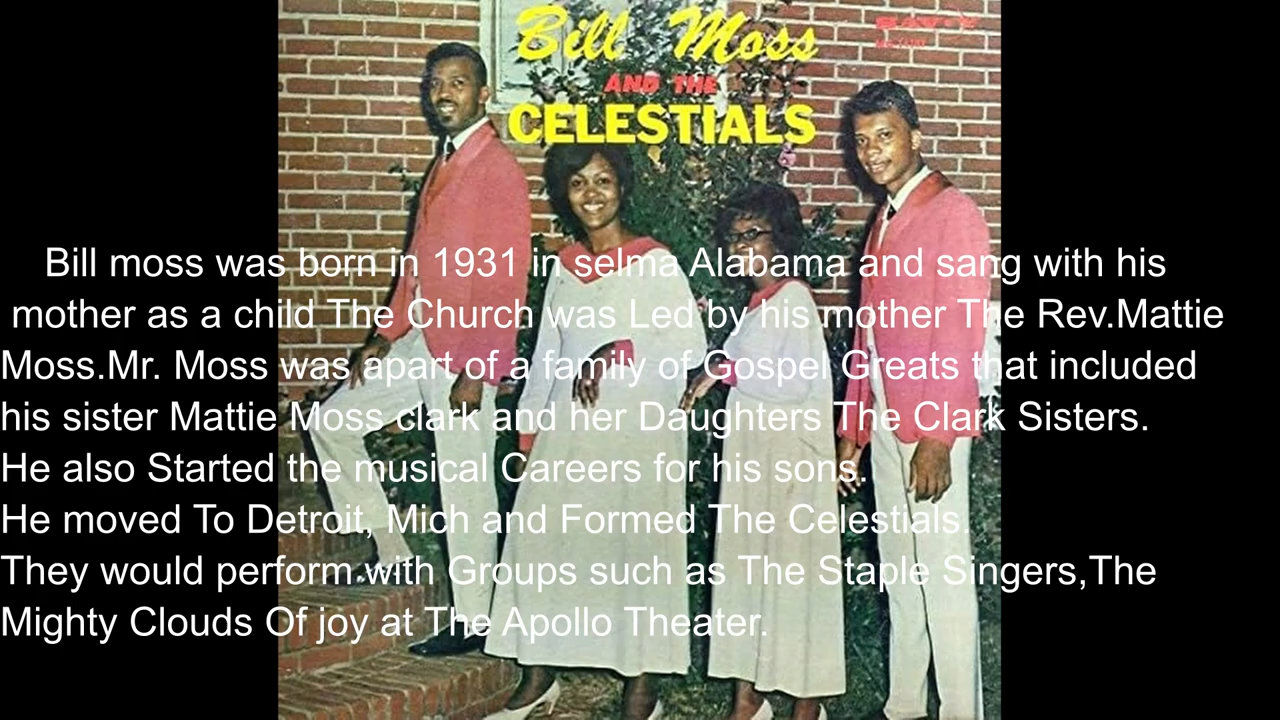 Bill Moss
AND THE
CELESTIALS
SAVOY
Bill moss was born in 1931 in selma Alabama and sang with his
mother as a child The Church was Led by his mother The Rev.Mattie
Moss.Mr. Moss was apart of a family of Gospel Greats that included
his sister Mattie Moss clark and her Daughters The Clark Sisters.
He also Started the musical Careers for his sons.
He moved To Detroit, Mich and Formed The Celestials.
They would perform with Groups such as The Staple Singers,The
Mighty Clouds Of joy at The Apollo Theater.